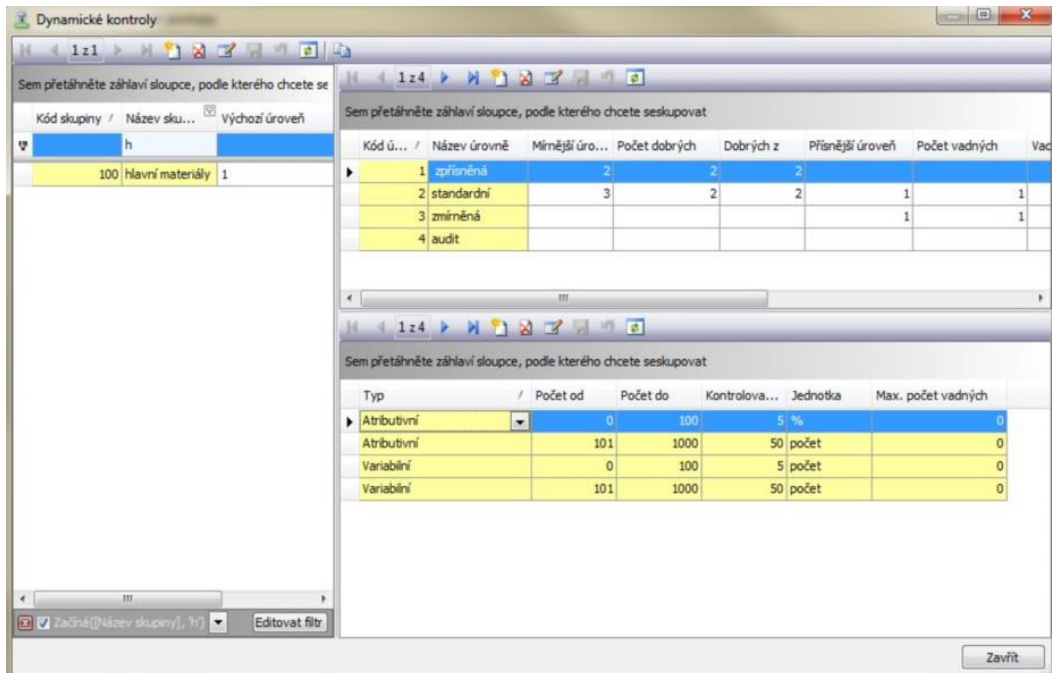 Dynamické kontroly
1 z 1
Sem přetáhněte záhlaví sloupce, podle kterého chcete se
Kód skupiny Název sku... Výchozí úroveň
h
100 hlavní materiály 1
Začíná([Název skupiny], 'h') Editovat filtr
1 z 4
Sem přetáhněte záhlaví sloupce, podle kterého chcete seskupovat
Kód ú... Název úrovně Mírnější úro... Počet dobrých Dobrých z Přísnější úroveň Počet vadných Vad
1 zpřísněná 2 2 2
2 standardní 3 2 2 1 1
3 zmírněná 1 1
4 audit
1 z 4
Sem přetáhněte záhlaví sloupce, podle kterého chcete seskupovat
Typ Počet od Počet do Kontrolova... Jednotka Max. počet vadných
Atributivní 0 100 5 % 0
Atributivní 101 1000 50 počet 0
Variabilní 0 100 5 počet 0
Variabilní 101 1000 50 počet 0
Zavřít